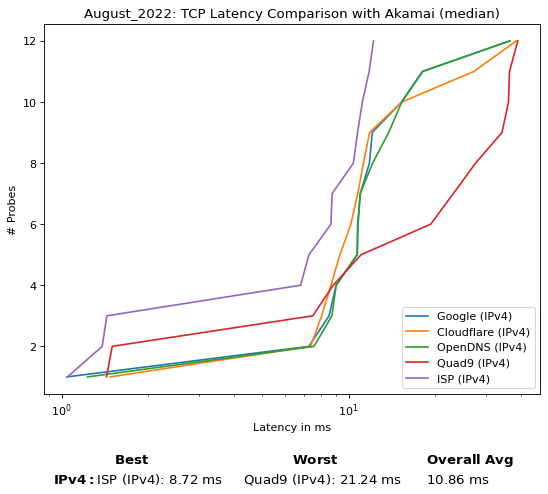 August_2022: TCP Latency Comparison with Akamai (median)
12
10
8
6
4
2
# Probes
10^0
10^1
Latency in ms
Google (IPv4)
Cloudflare (IPv4)
OpenDNS (IPv4)
Quad9 (IPv4)
ISP (IPv4)
Best Worst Overall Avg
IPv4: ISP (IPv4): 8.72 ms Quad9 (IPv4): 21.24 ms 10.86 ms